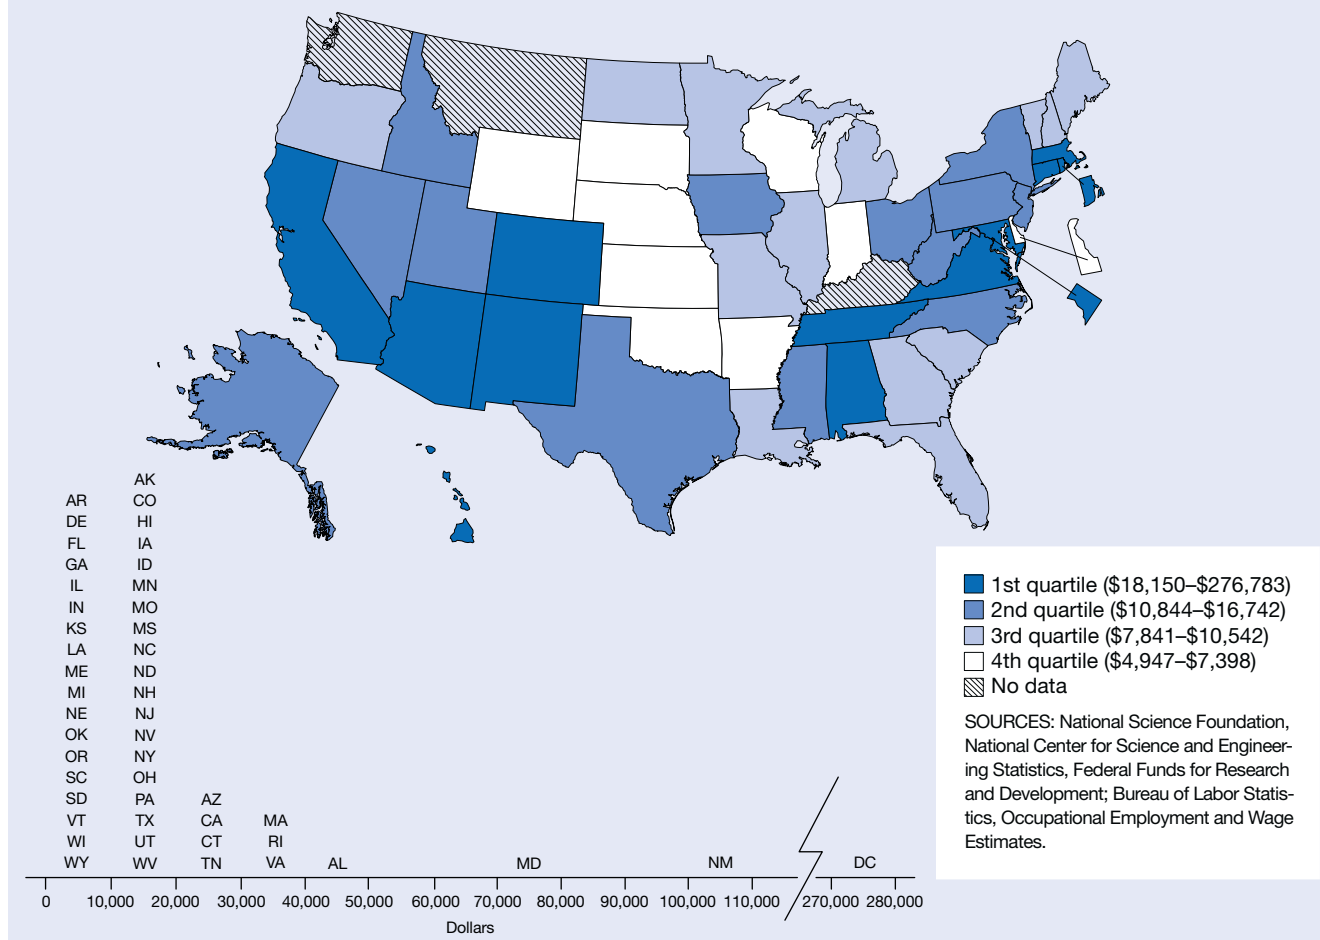 AK
AR CO
DE HI
FL IA
GA ID
IL MN
IN MO
KS MS
LA NC
ME ND
MI NH
NE NJ
OK NV
OR NY
SC OH
SD PA AZ
VT TX CA MA
WI UT CT RI
WY WV TN VA AL MD NM DC
0 10,000 20,000 30,000 40,000 50,000 60,000 70,000 80,000 90,000 100,000 110,000 270,000 280,000
Dollars
1st quartile ($18,150–$276,783)
2nd quartile ($10,844–$16,742)
3rd quartile ($7,841–$10,542)
4th quartile ($4,947–$7,398)
No data
SOURCES: National Science Foundation,
National Center for Science and Engineer-
ing Statistics, Federal Funds for Research
and Development; Bureau of Labor Statis-
tics, Occupational Employment and Wage
Estimates.